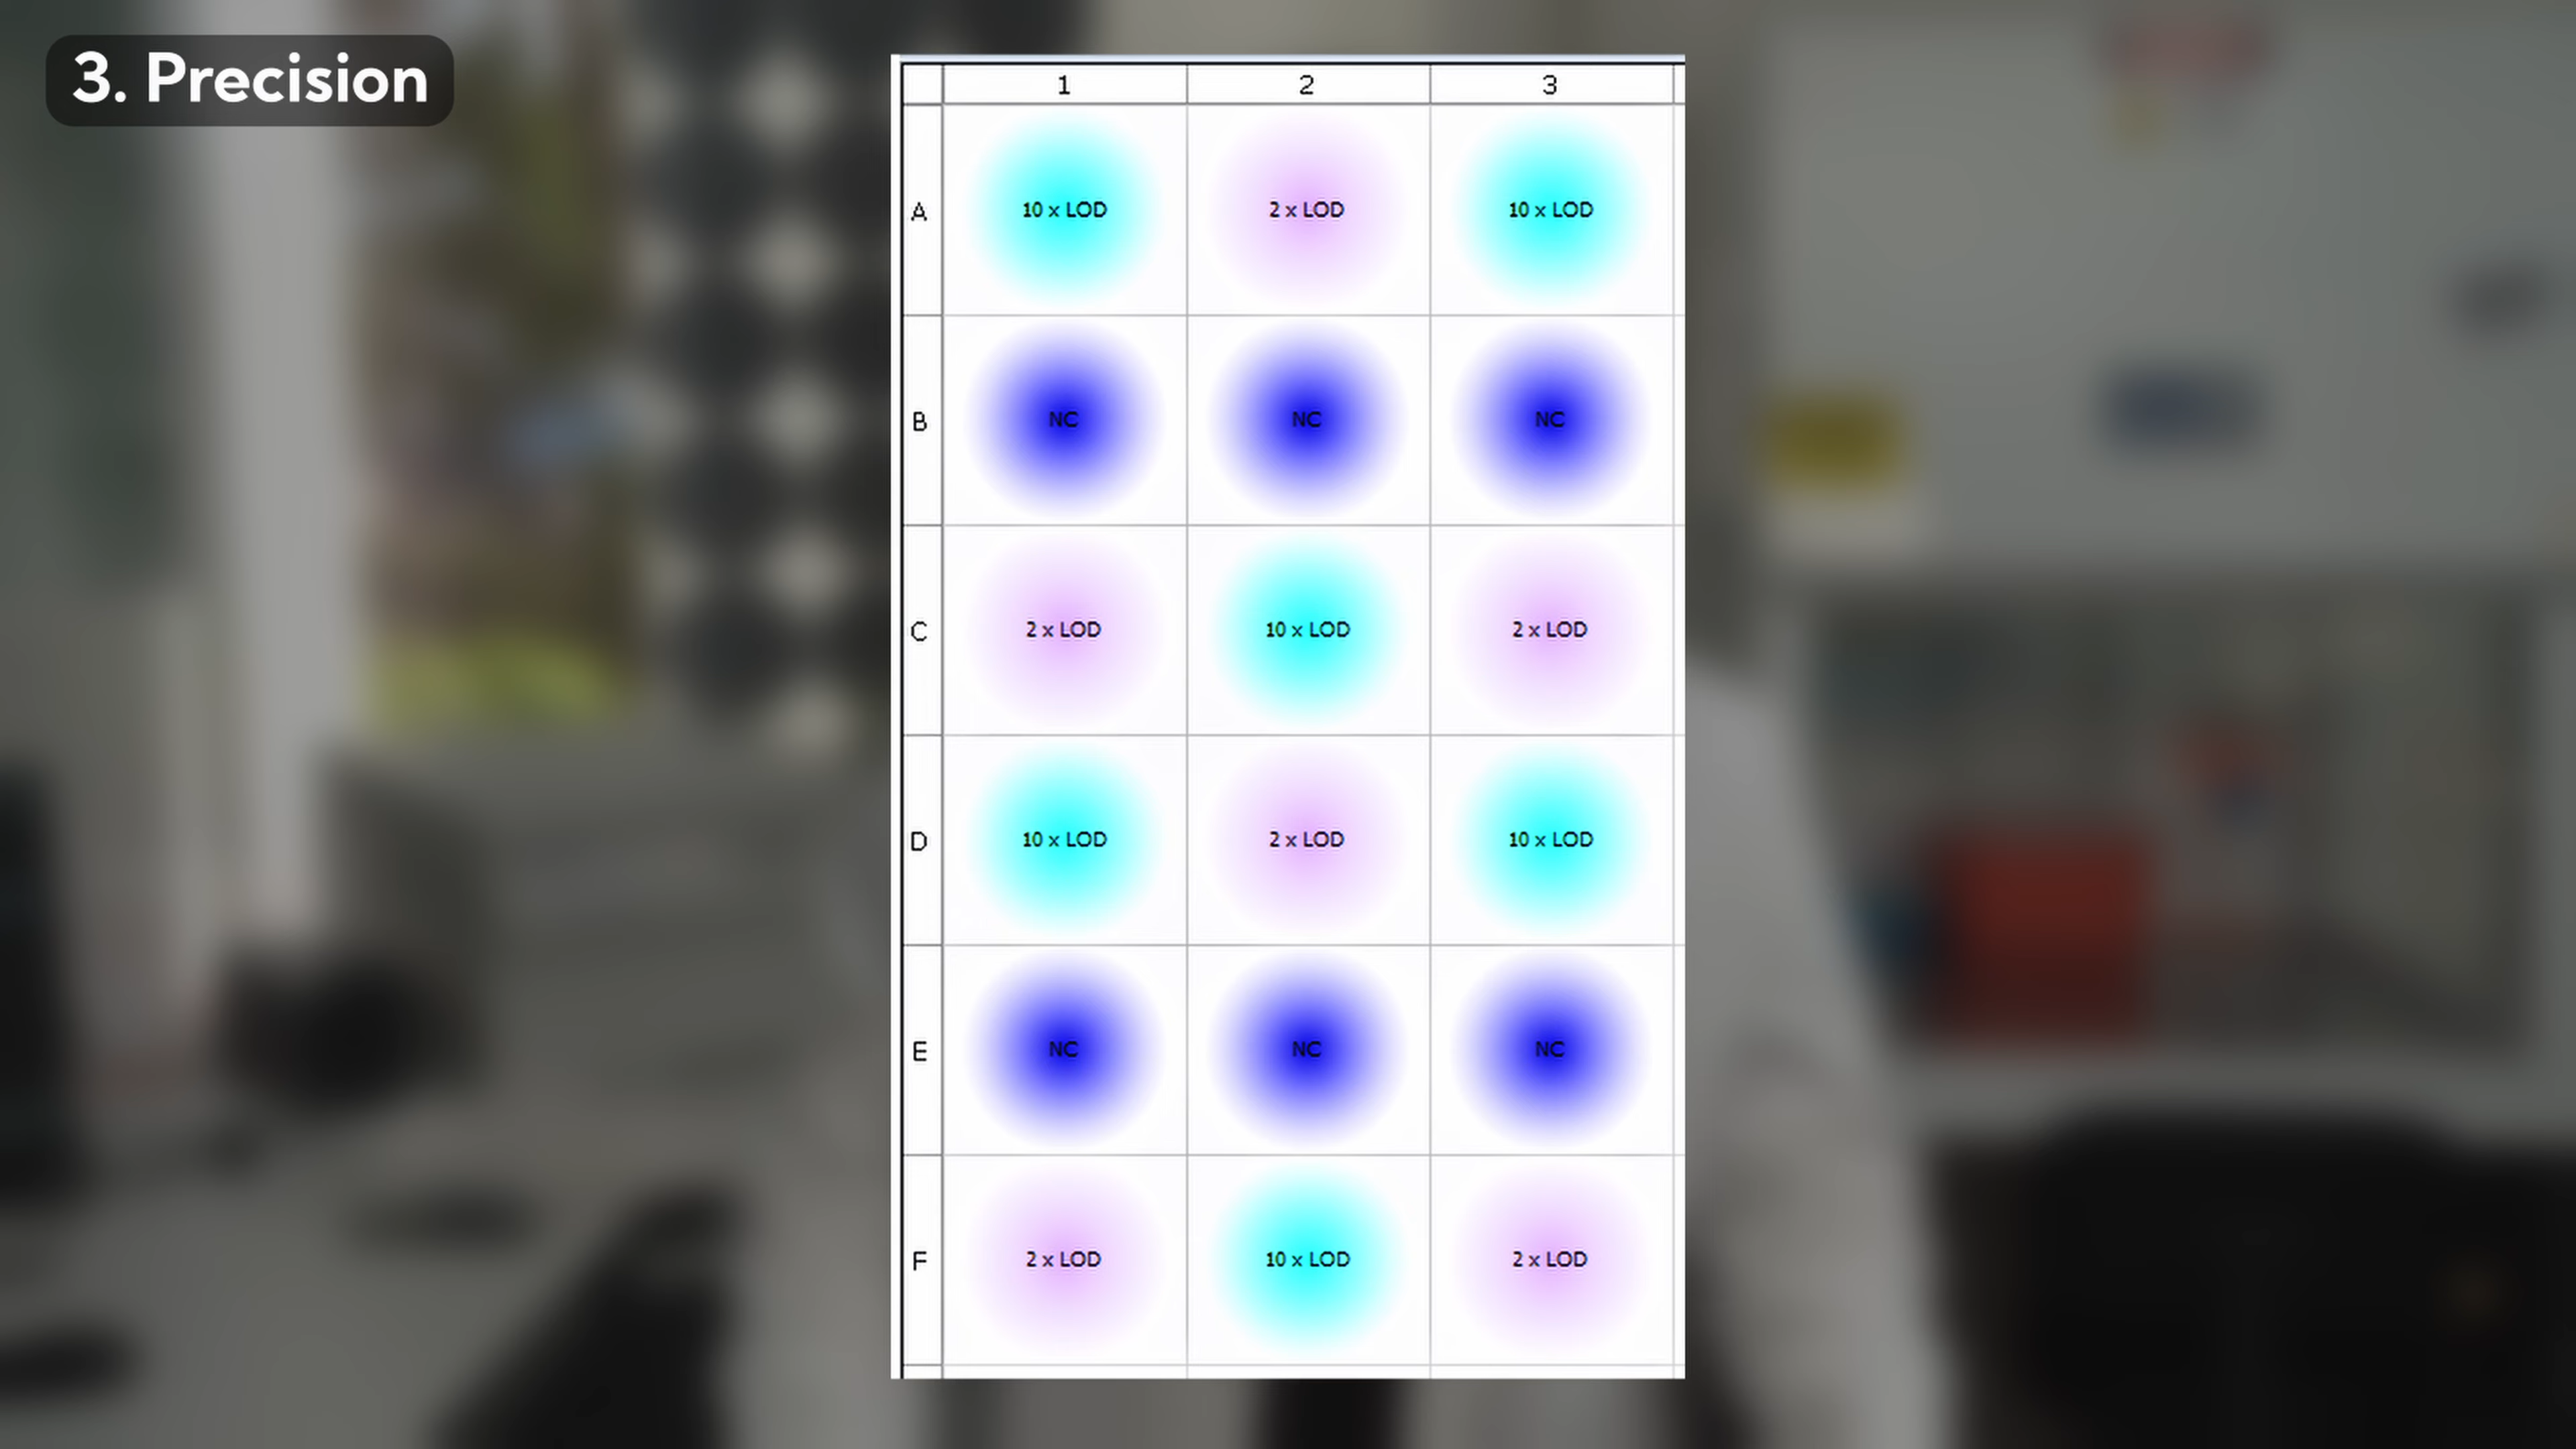 3. Precision
1 2 3
A 10 x LOD 2 x LOD 10 x LOD
B NC NC NC
C 2 x LOD 10 x LOD 2 x LOD
D 10 x LOD 2 x LOD 10 x LOD
E NC NC NC
F 2 x LOD 10 x LOD 2 x LOD